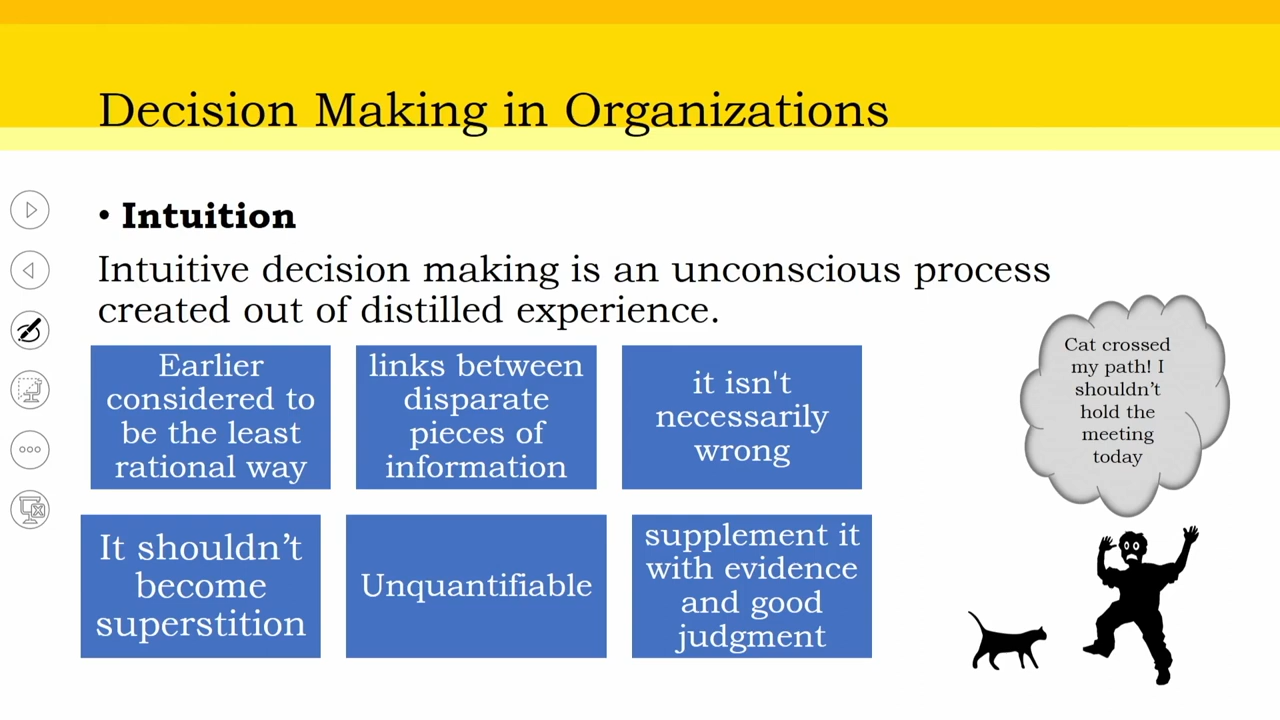 Decision Making in Organizations
• Intuition
Intuitive decision making is an unconscious process
created out of distilled experience.
Earlier
considered to
be the least
rational way
links between
disparate
pieces of
information
it isn't
necessarily
wrong
It shouldn’t
become
superstition
Unquantifiable
supplement it
with evidence
and good
judgment
Cat crossed
my path! I
shouldn’t
hold the
meeting
today